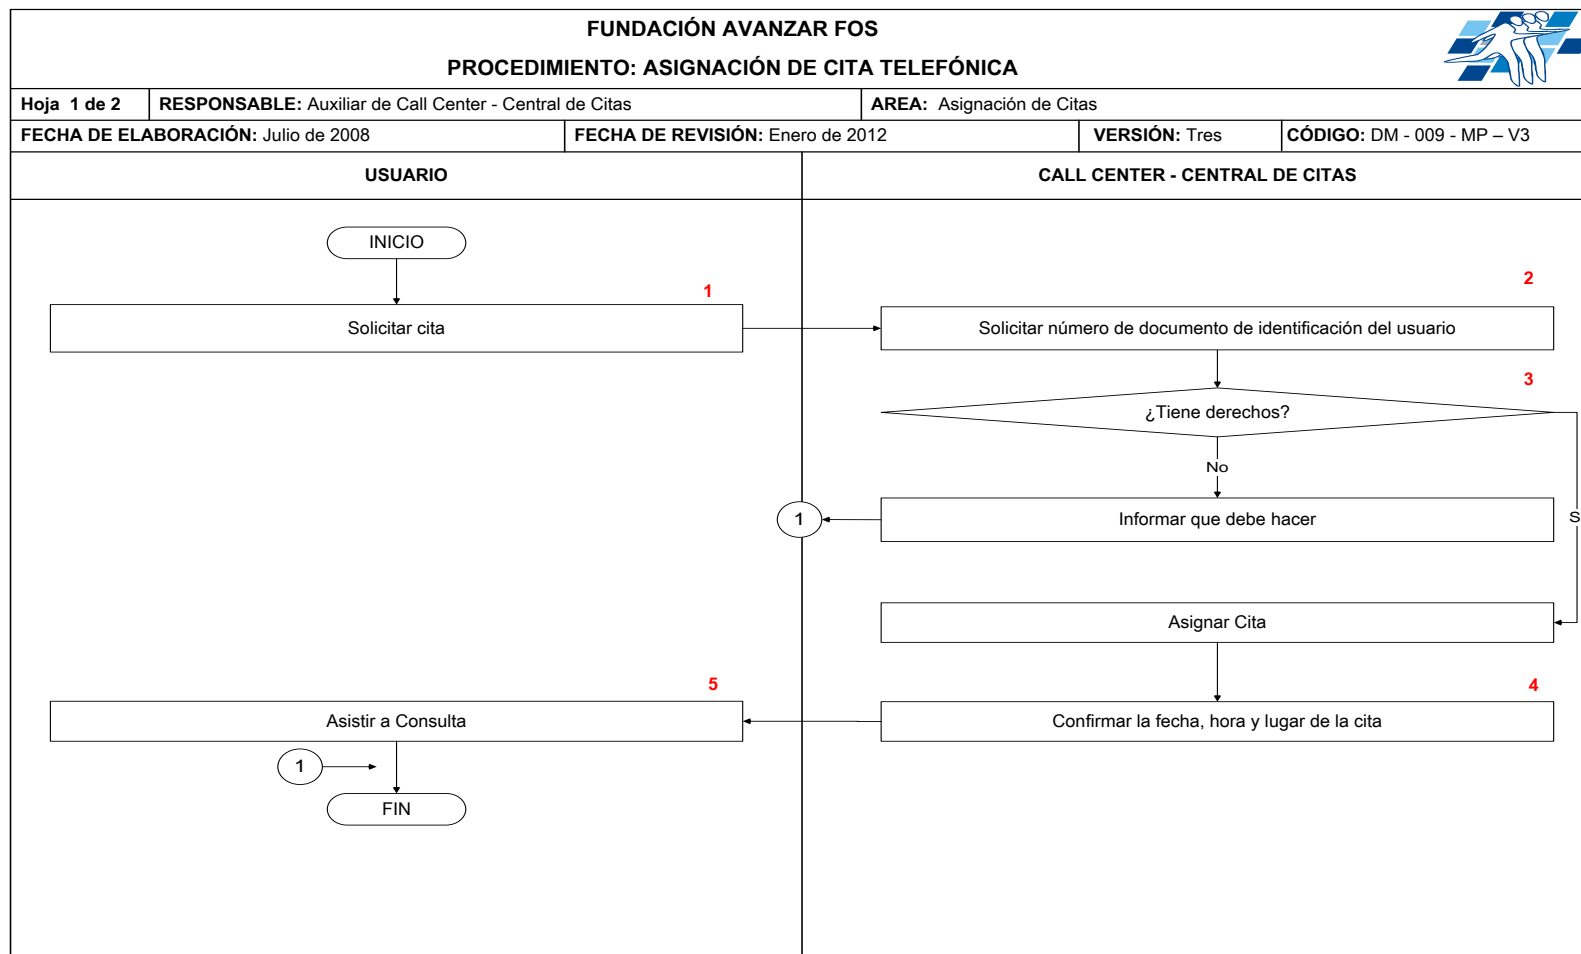 FUNDACIÓN AVANZAR FOS
PROCEDIMIENTO: ASIGNACIÓN DE CITA TELEFÓNICA
Hoja 1 de 2
RESPONSABLE: Auxiliar de Call Center - Central de Citas
AREA: Asignación de Citas
FECHA DE ELABORACIÓN: Julio de 2008
FECHA DE REVISIÓN: Enero de 2012
VERSIÓN: Tres
CÓDIGO: DM - 009 - MP – V3
USUARIO
CALL CENTER - CENTRAL DE CITAS
INICIO
1
Solicitar cita
2
Solicitar número de documento de identificación del usuario
3
¿Tiene derechos?
No
1
Informar que debe hacer
S
Asignar Cita
5
Asistir a Consulta
4
Confirmar la fecha, hora y lugar de la cita
1
FIN